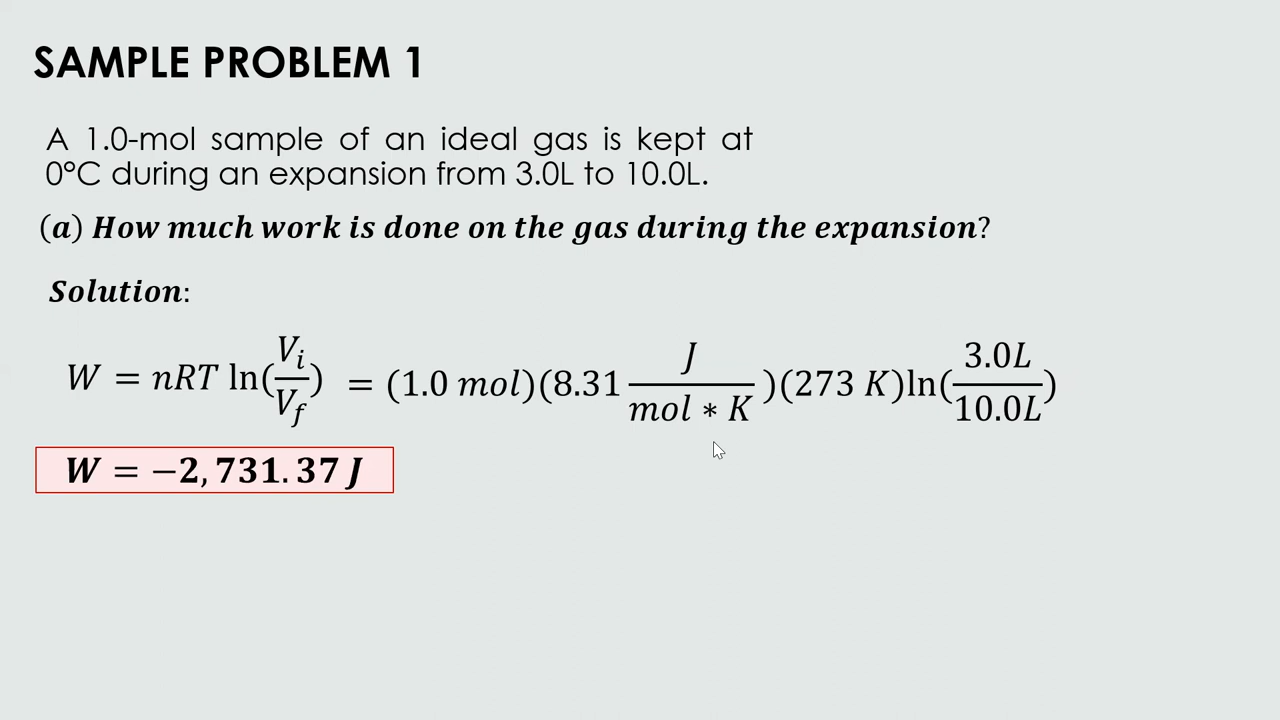 SAMPLE PROBLEM 1
A 1.0-mol sample of an ideal gas is kept at
0°C during an expansion from 3.0L to 10.0L.
(a) How much work is done on the gas during the expansion?
Solution:
W = nRT ln(V_i/V_f) = (1.0 mol)(8.31 J/mol * K)(273 K)ln(3.0L/10.0L)
W = −2,731.37 J